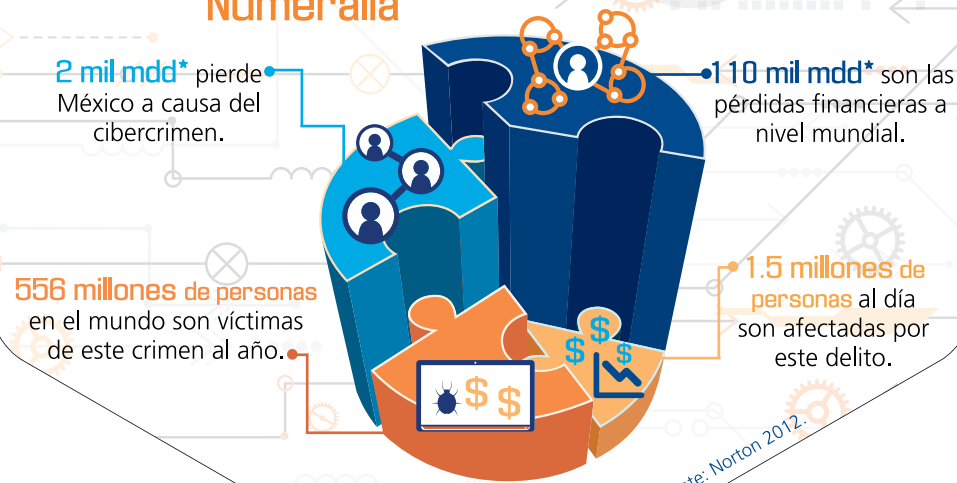 Numeralia
2 mil mdd* pierde
México a causa del
cibercrimen.
110 mil mdd* son las
pérdidas financieras a
nivel mundial.
556 millones de personas
en el mundo son víctimas
de este crimen al año.
1.5 millones de
personas al día
son afectadas por
este delito.
$ $ $
$ $
Norton 2012.